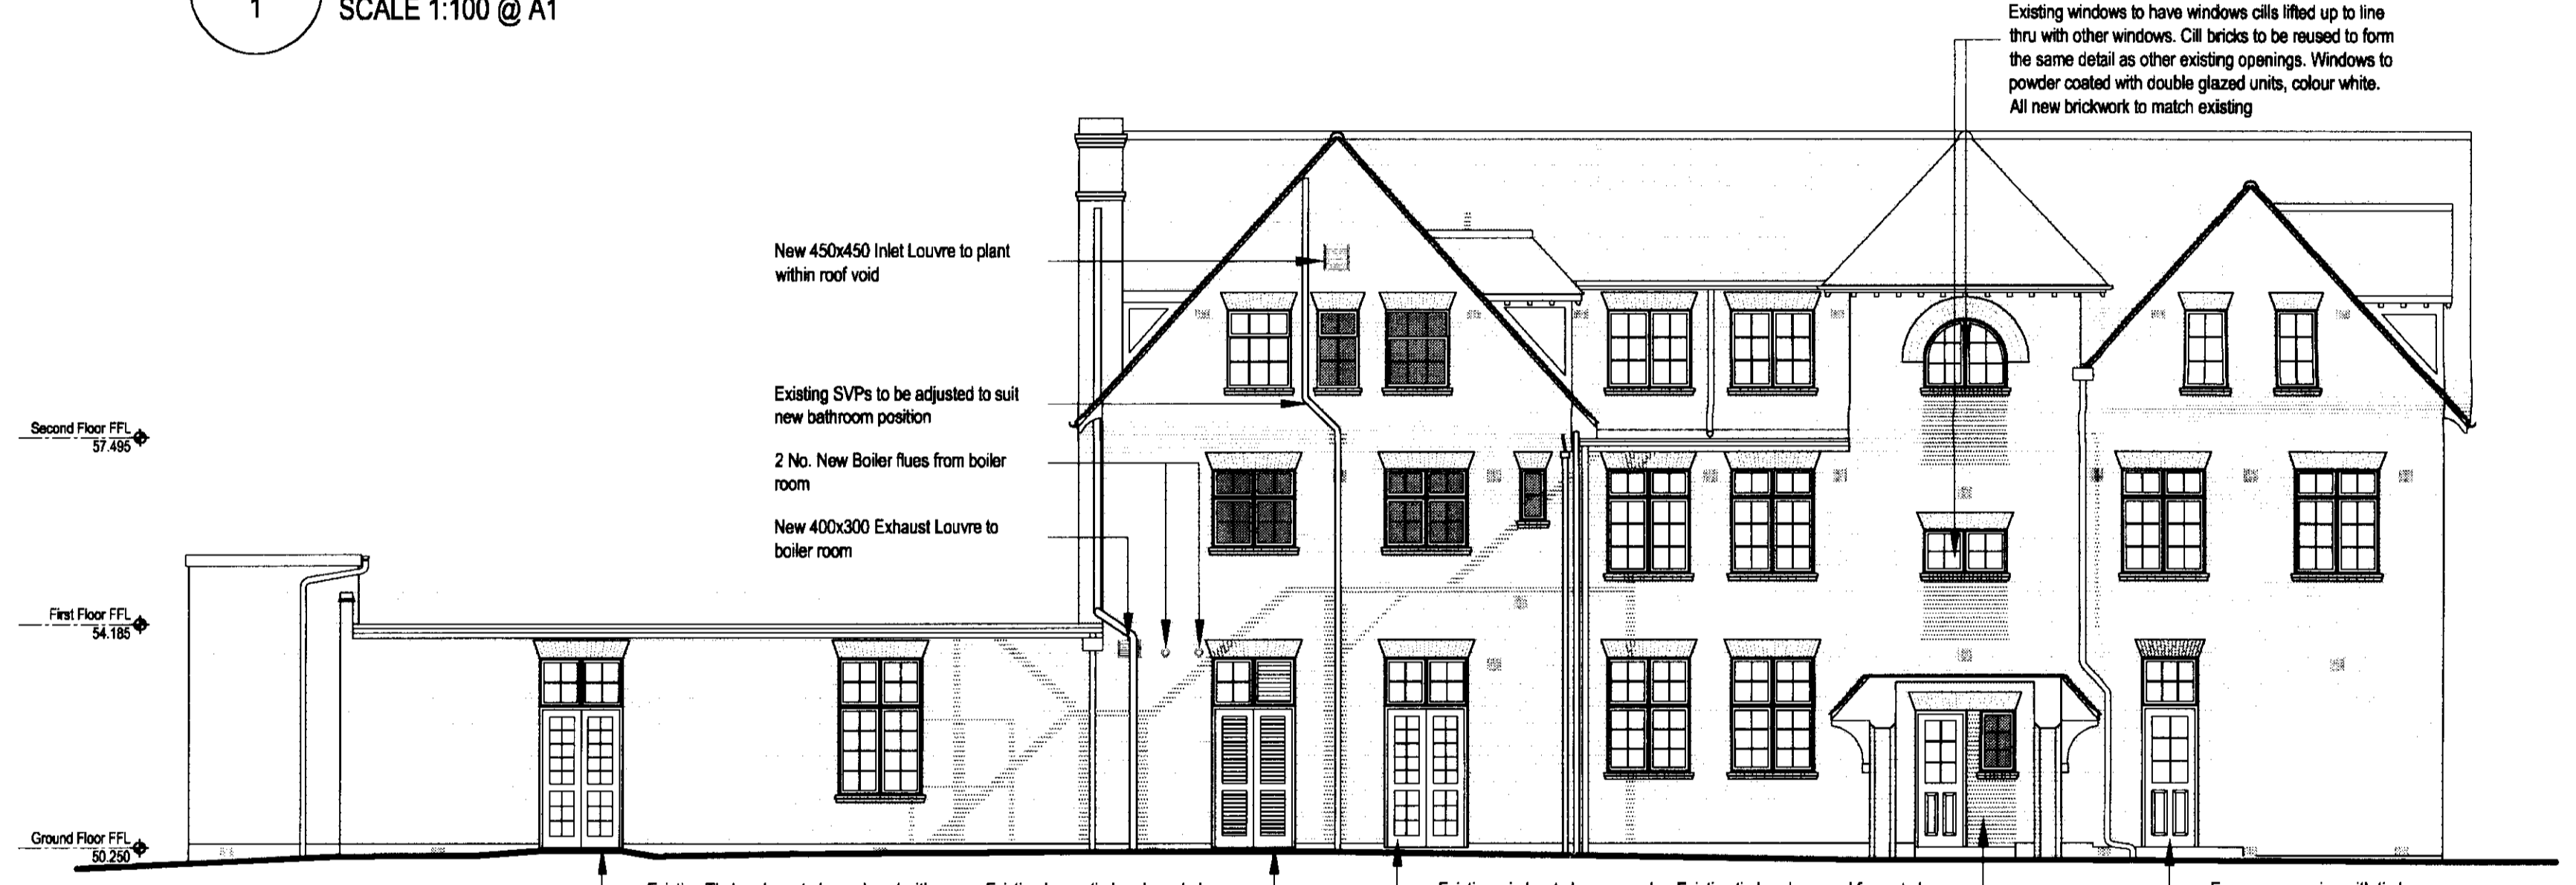 1
SCALE 1:100 @ A1
Existing windows to have windows cills lifted up to line
thru with other windows. Cill bricks to be reused to form
the same detail as other existing openings. Windows to
powder coated with double glazed units, colour white.
All new brickwork to match existing
New 450x450 Inlet Louvre to plant
within roof void
Existing SVPs to be adjusted to suit
new bathroom position
2 No. New Boiler flues from boiler
room
New 400x300 Exhaust Louvre to
boiler room
Second Floor FFL
57.495
First Floor FFL
54.185
Ground Floor FFL
50.250